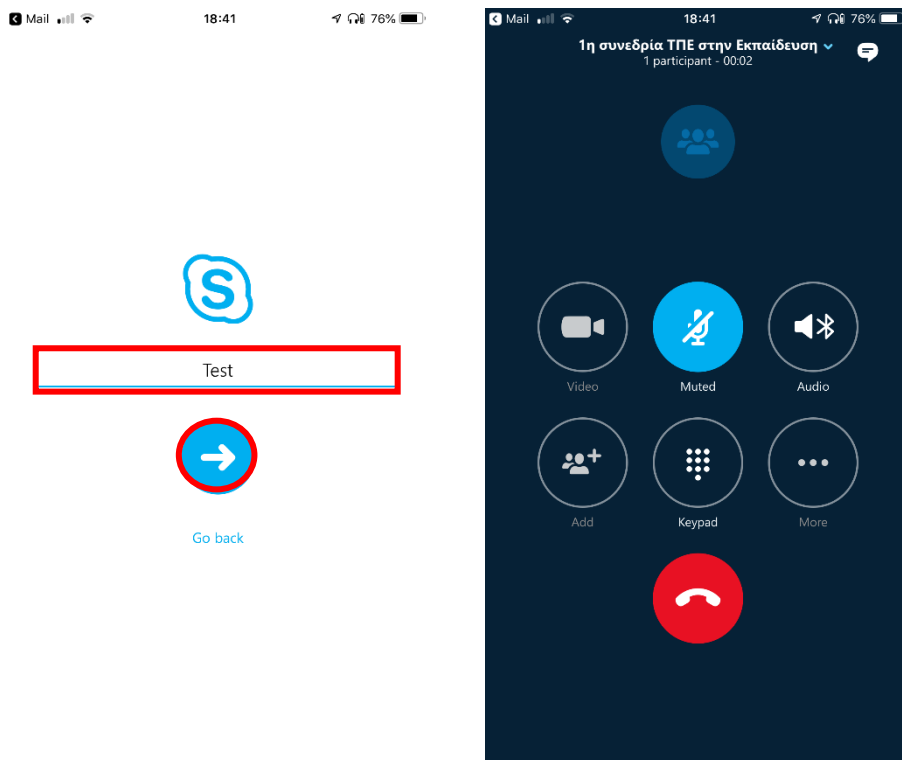 Mail
18:41
76%
S
Test
Go back
Mail
18:41
76%
1η συνεδρία ΤΠΕ στην Εκπαίδευση
1 participant - 00:02
Video
Muted
Audio
Add
Keypad
More